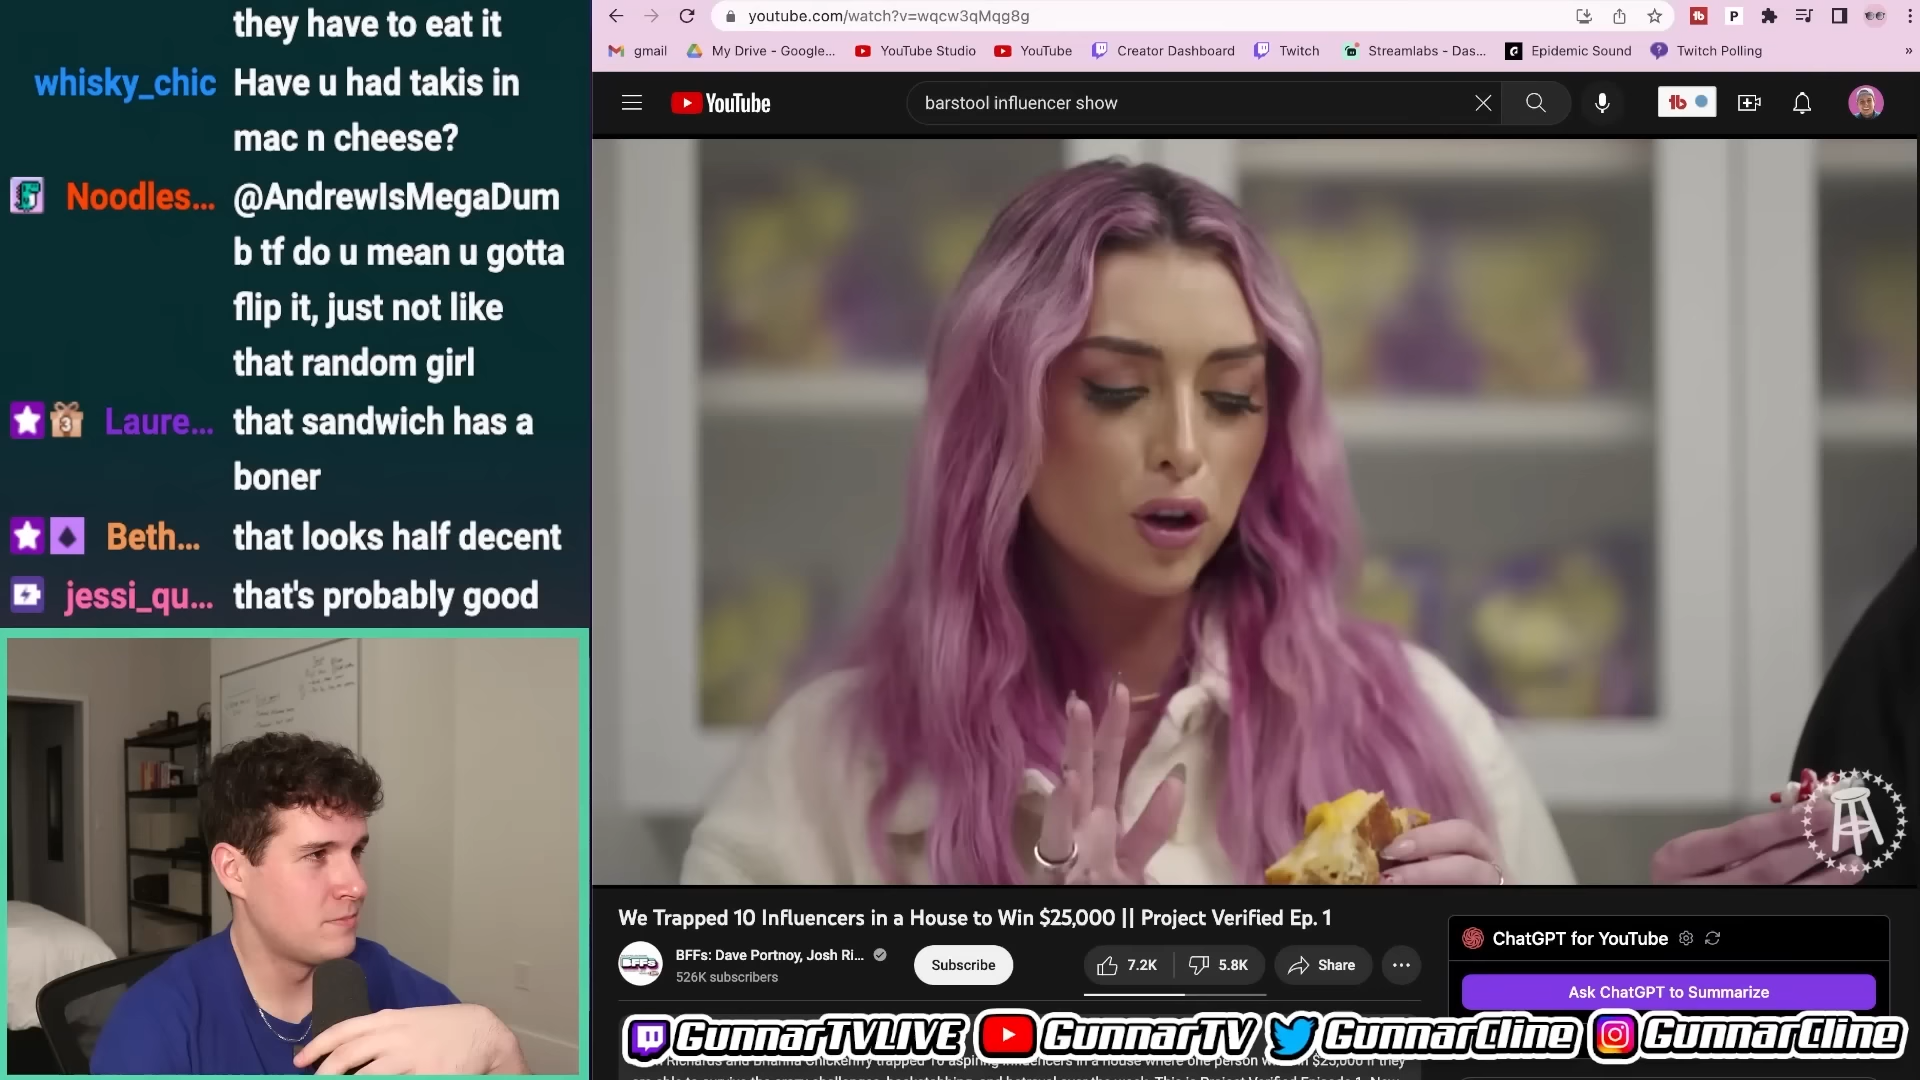 they have to eat it
whisky_chic Have u had takis in
mac n cheese?
Noodles... @AndrewIsMegaDum
b tf do u mean u gotta
flip it, just not like
that random girl
3 Laure... that sandwich has a
boner
Beth... that looks half decent
jessi_qu... that's probably good
youtube.com/watch?v=wqcw3qMqg8g
tb P
gmail My Drive - Google... YouTube Studio YouTube Creator Dashboard Twitch Streamlabs - Das... Epidemic Sound Twitch Polling »
YouTube barstool influencer show tb
We Trapped 10 Influencers in a House to Win $25,000 || Project Verified Ep. 1
BFFs
BFFs: Dave Portnoy, Josh Ri...
526K subscribers
Subscribe
7.2K 5.8K Share
ChatGPT for YouTube
Ask ChatGPT to Summarize
GunnarTVLIVE GunnarTV GunnarCline GunnarCline